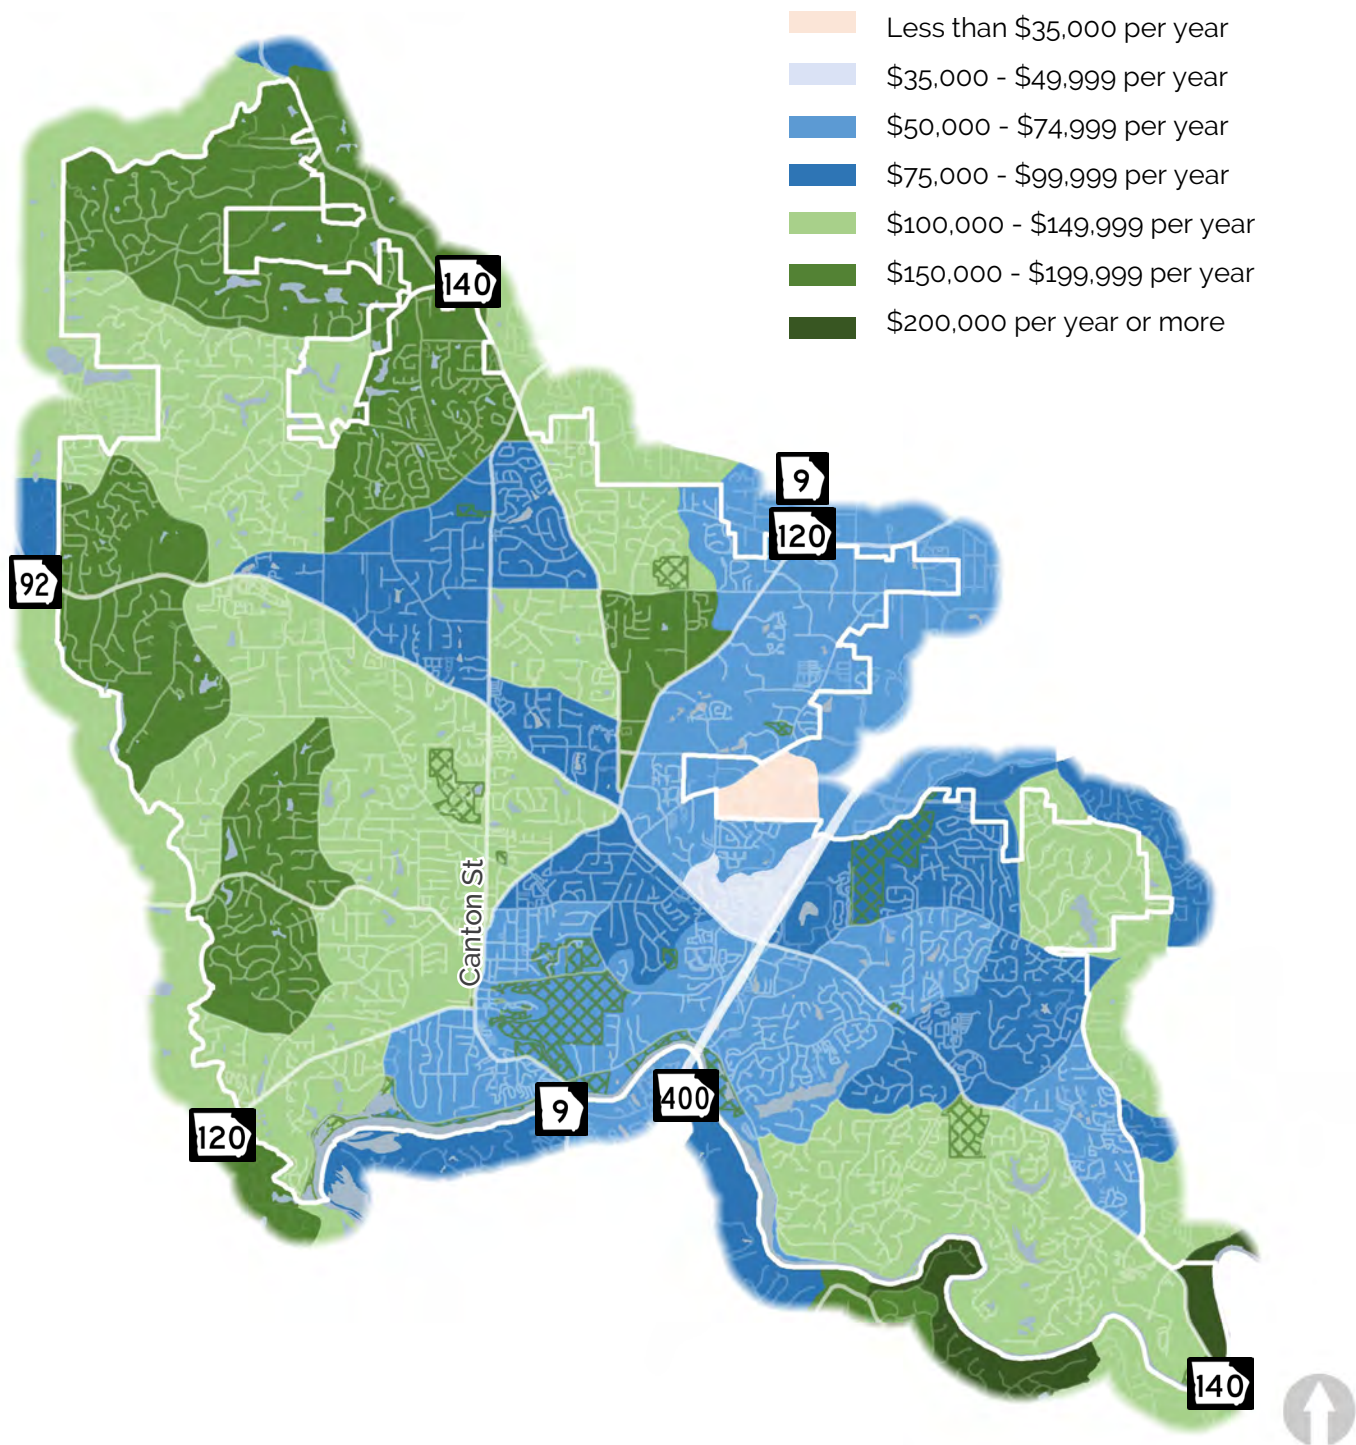 Less than $35,000 per year
$35,000 - $49,999 per year
$50,000 - $74,999 per year
$75,000 - $99,999 per year
$100,000 - $149,999 per year
$150,000 - $199,999 per year
$200,000 per year or more
140
9
120
92
Canton St
9
400
120
140